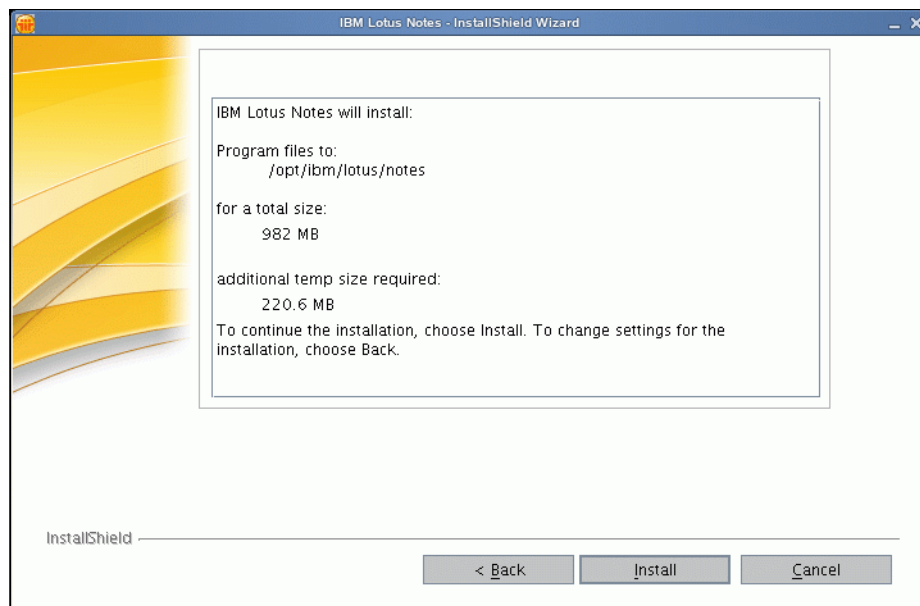 IBM Lotus Notes - InstallShield Wizard
IBM Lotus Notes will install:
Program files to:
/opt/ibm/lotus/notes
for a total size:
982 MB
additional temp size required:
220.6 MB
To continue the installation, choose Install. To change settings for the
installation, choose Back.
InstallShield
< Back
Install
Cancel